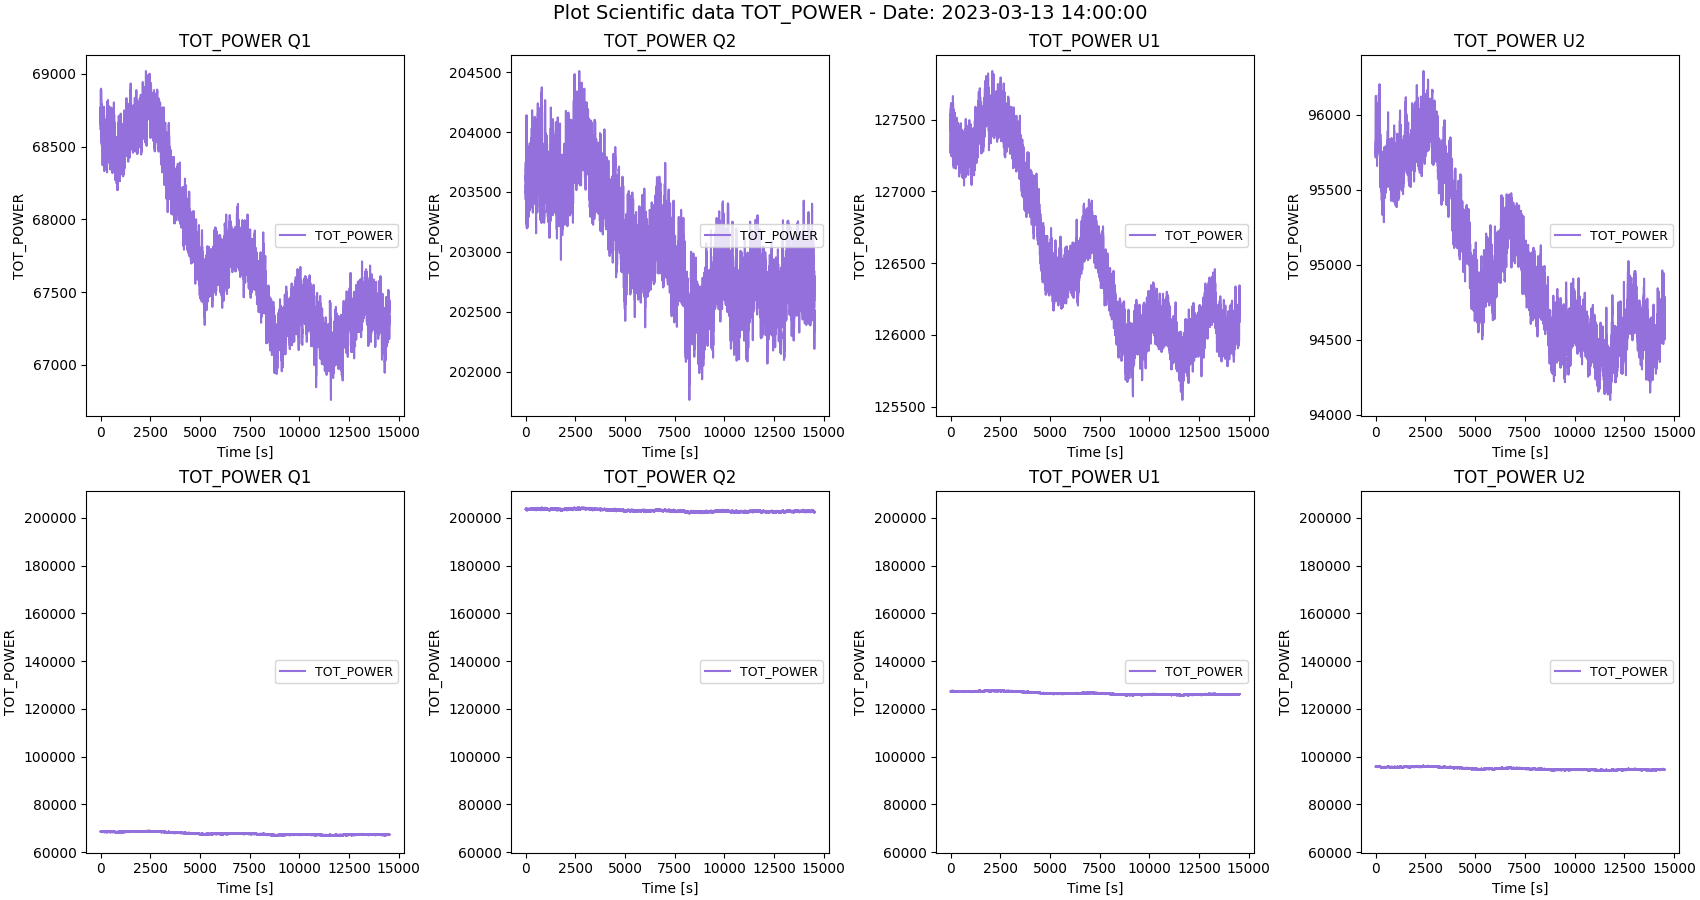 Plot Scientific data TOT_POWER - Date: 2023-03-13 14:00:00
TOT_POWER Q1
TOT_POWER
69000
68500
68000
67500
67000
TOT_POWER
0 2500 5000 7500 10000 12500 15000
Time [s]
TOT_POWER Q2
TOT_POWER
204500
204000
203500
203000
202500
202000
TOT_POWER
0 2500 5000 7500 10000 12500 15000
Time [s]
TOT_POWER U1
TOT_POWER
127500
127000
126500
126000
125500
TOT_POWER
0 2500 5000 7500 10000 12500 15000
Time [s]
TOT_POWER U2
TOT_POWER
96000
95500
95000
94500
94000
TOT_POWER
0 2500 5000 7500 10000 12500 15000
Time [s]
TOT_POWER Q1
TOT_POWER
200000
180000
160000
140000
120000
100000
80000
60000
TOT_POWER
0 2500 5000 7500 10000 12500 15000
Time [s]
TOT_POWER Q2
TOT_POWER
200000
180000
160000
140000
120000
100000
80000
60000
TOT_POWER
0 2500 5000 7500 10000 12500 15000
Time [s]
TOT_POWER U1
TOT_POWER
200000
180000
160000
140000
120000
100000
80000
60000
TOT_POWER
0 2500 5000 7500 10000 12500 15000
Time [s]
TOT_POWER U2
TOT_POWER
200000
180000
160000
140000
120000
100000
80000
60000
TOT_POWER
0 2500 5000 7500 10000 12500 15000
Time [s]